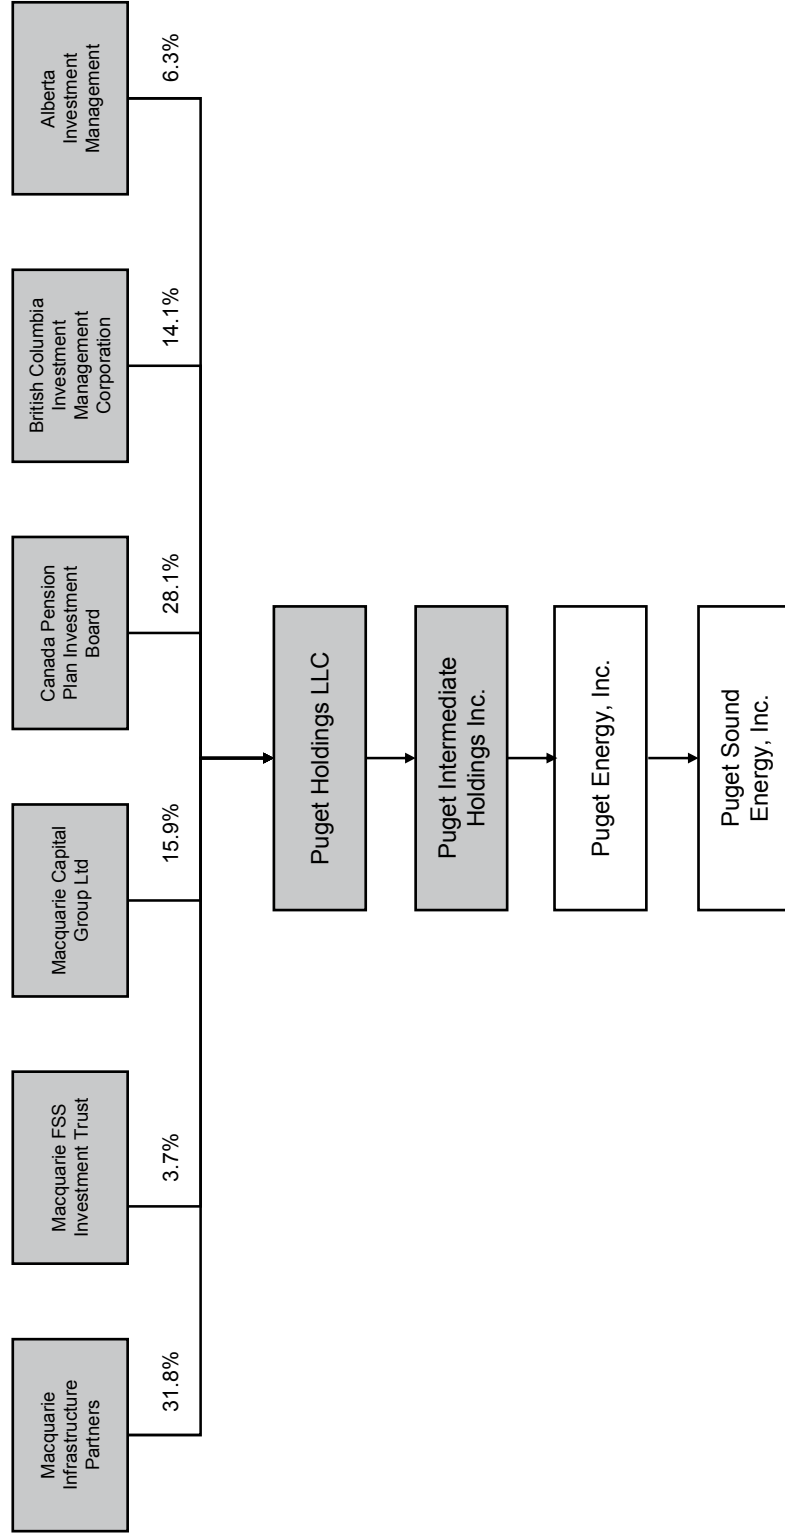 Macquarie
Infrastructure
Partners
Macquarie FSS
Investment Trust
Macquarie Capital
Group Ltd
Canada Pension
Plan Investment
Board
British Columbia
Investment
Management
Corporation
Alberta
Investment
Management
31.8%
3.7%
15.9%
28.1%
14.1%
6.3%
Puget Holdings LLC
Puget Intermediate
Holdings Inc.
Puget Energy, Inc.
Puget Sound
Energy, Inc.